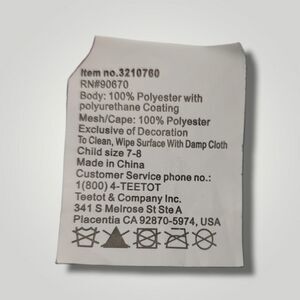 Item no.3210760
RN#90670
Body: 100% Polyester with
polyurethane Coating
Mesh/Cape: 100% Polyester
Exclusive of Decoration
To Clean, Wipe Surface With Damp Cloth
Child size 7-8
Made in China
Customer Service phone no.:
1(800) 4-TEETOT
Teetot & Company Inc.
341 S Melrose St Ste A
Placentia CA 92870-5974, USA